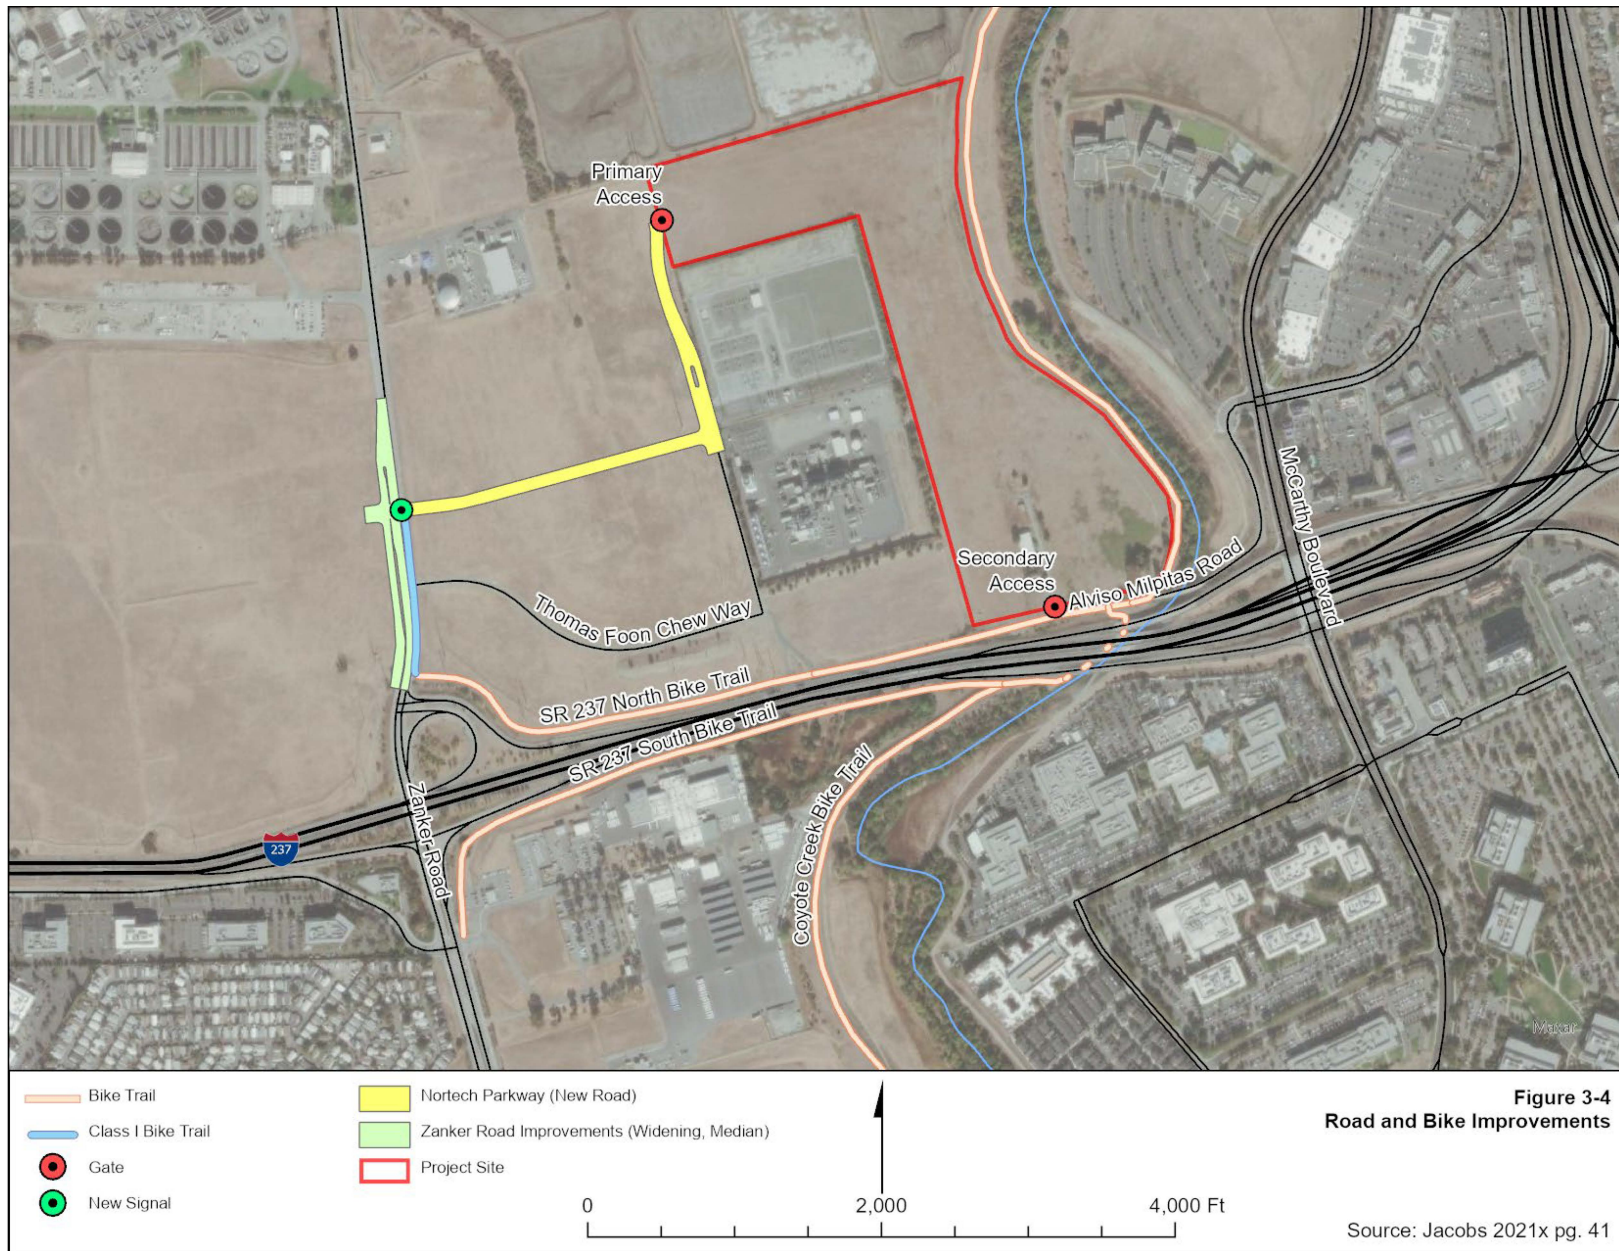 Primary
Access
Secondary
Access
Alviso Milpitas Road
McCarthy Boulevard
Thomas Foon Chew Way
SR 237 North Bike Trail
SR 237 South Bike Trail
Coyote Creek Bike Trail
Zanker Road
237
Maxar
Bike Trail
Class I Bike Trail
Gate
New Signal
Nortech Parkway (New Road)
Zanker Road Improvements (Widening, Median)
Project Site
0 2,000 4,000 Ft
Figure 3-4
Road and Bike Improvements
Source: Jacobs 2021x pg. 41